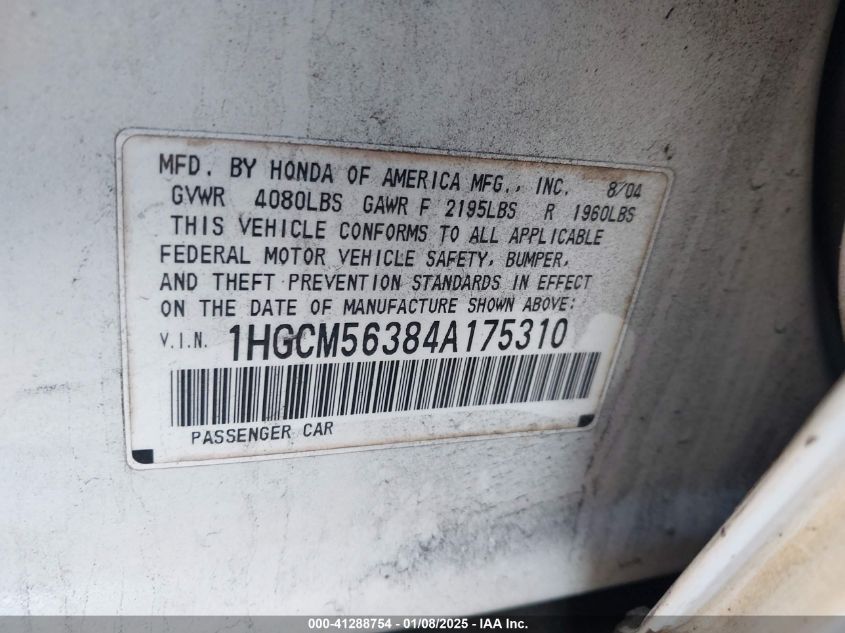 MFD. BY HONDA OF AMERICA MFG., INC. 8/04
GVWR 4080LBS GAWR F 2195LBS R 1960LBS
THIS VEHICLE CONFORMS TO ALL APPLICABLE
FEDERAL MOTOR VEHICLE SAFETY, BUMPER,
AND THEFT PREVENTION STANDARDS IN EFFECT
ON THE DATE OF MANUFACTURE SHOWN ABOVE:
V.I.N. 1HGCM56384A175310
PASSENGER CAR
000-41288754 - 01/08/2025 - IAA Inc.